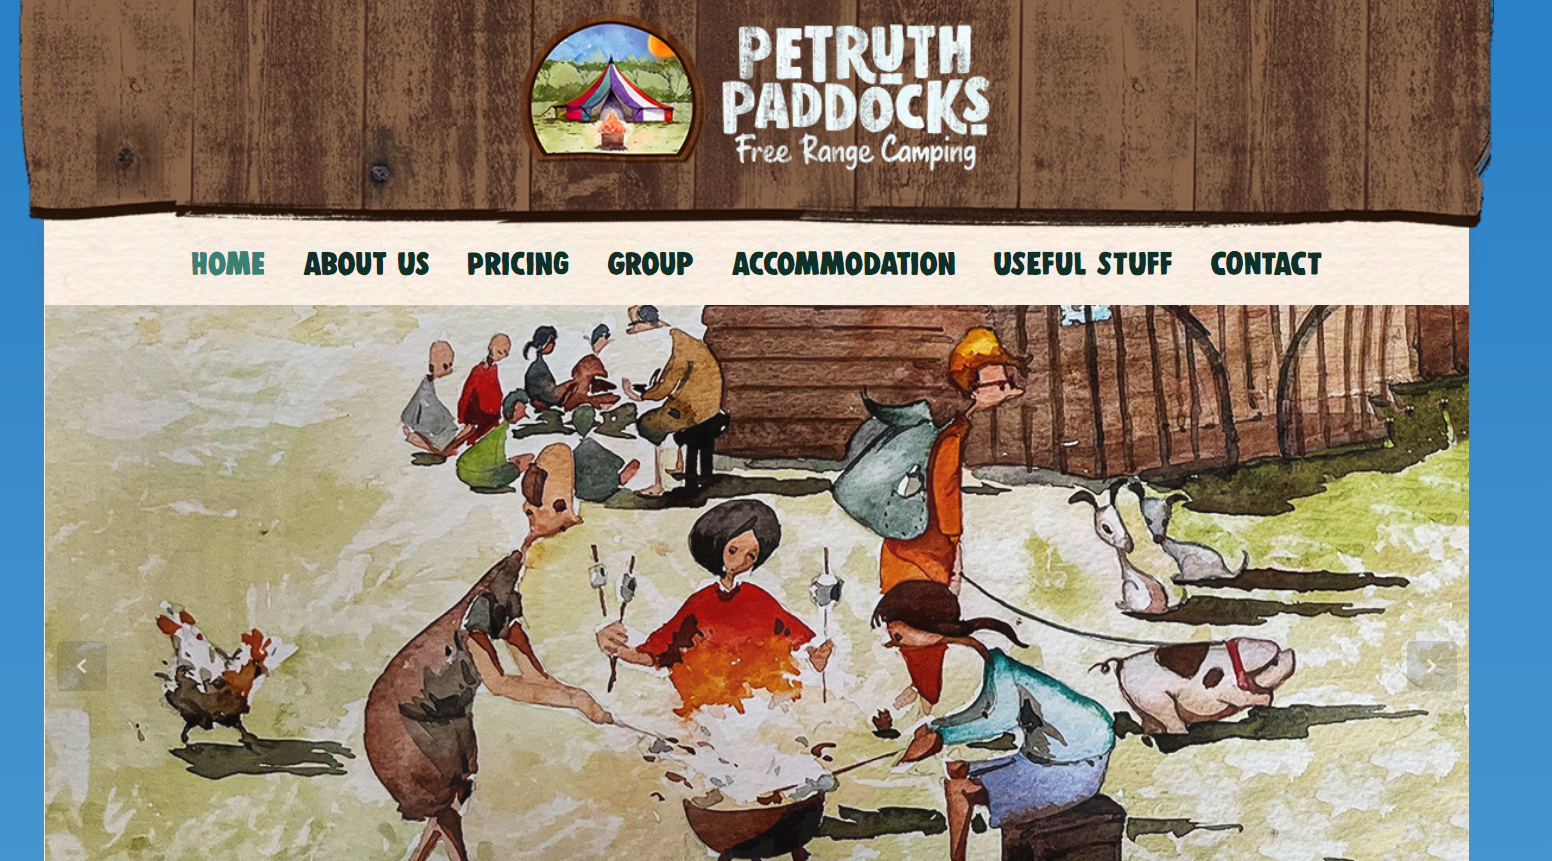 PETRUTH
PADDOCKS
Free Range Camping
HOME ABOUT US PRICING GROUP ACCOMMODATION USEFUL STUFF CONTACT